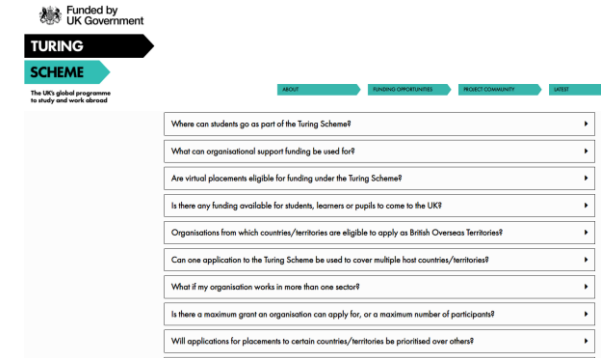 Funded by
UK Government
TURING
SCHEME
The UK's global programme
to study and work abroad
ABOUT
FUNDING OPPORTUNITIES
PROJECT COMMUNITY
LATEST
Where can students go as part of the Turing Scheme?
What can organisational support funding be used for?
Are virtual placements eligible for funding under the Turing Scheme?
Is there any funding available for students, learners or pupils to come to the UK?
Organisations from which countries/territories are eligible to apply as British Overseas Territories?
Can one application to the Turing Scheme be used to cover multiple host countries/territories?
What if my organisation works in more than one sector?
Is there a maximum grant an organisation can apply for, or a maximum number of participants?
Will applications for placements to certain countries/territories be prioritised over others?